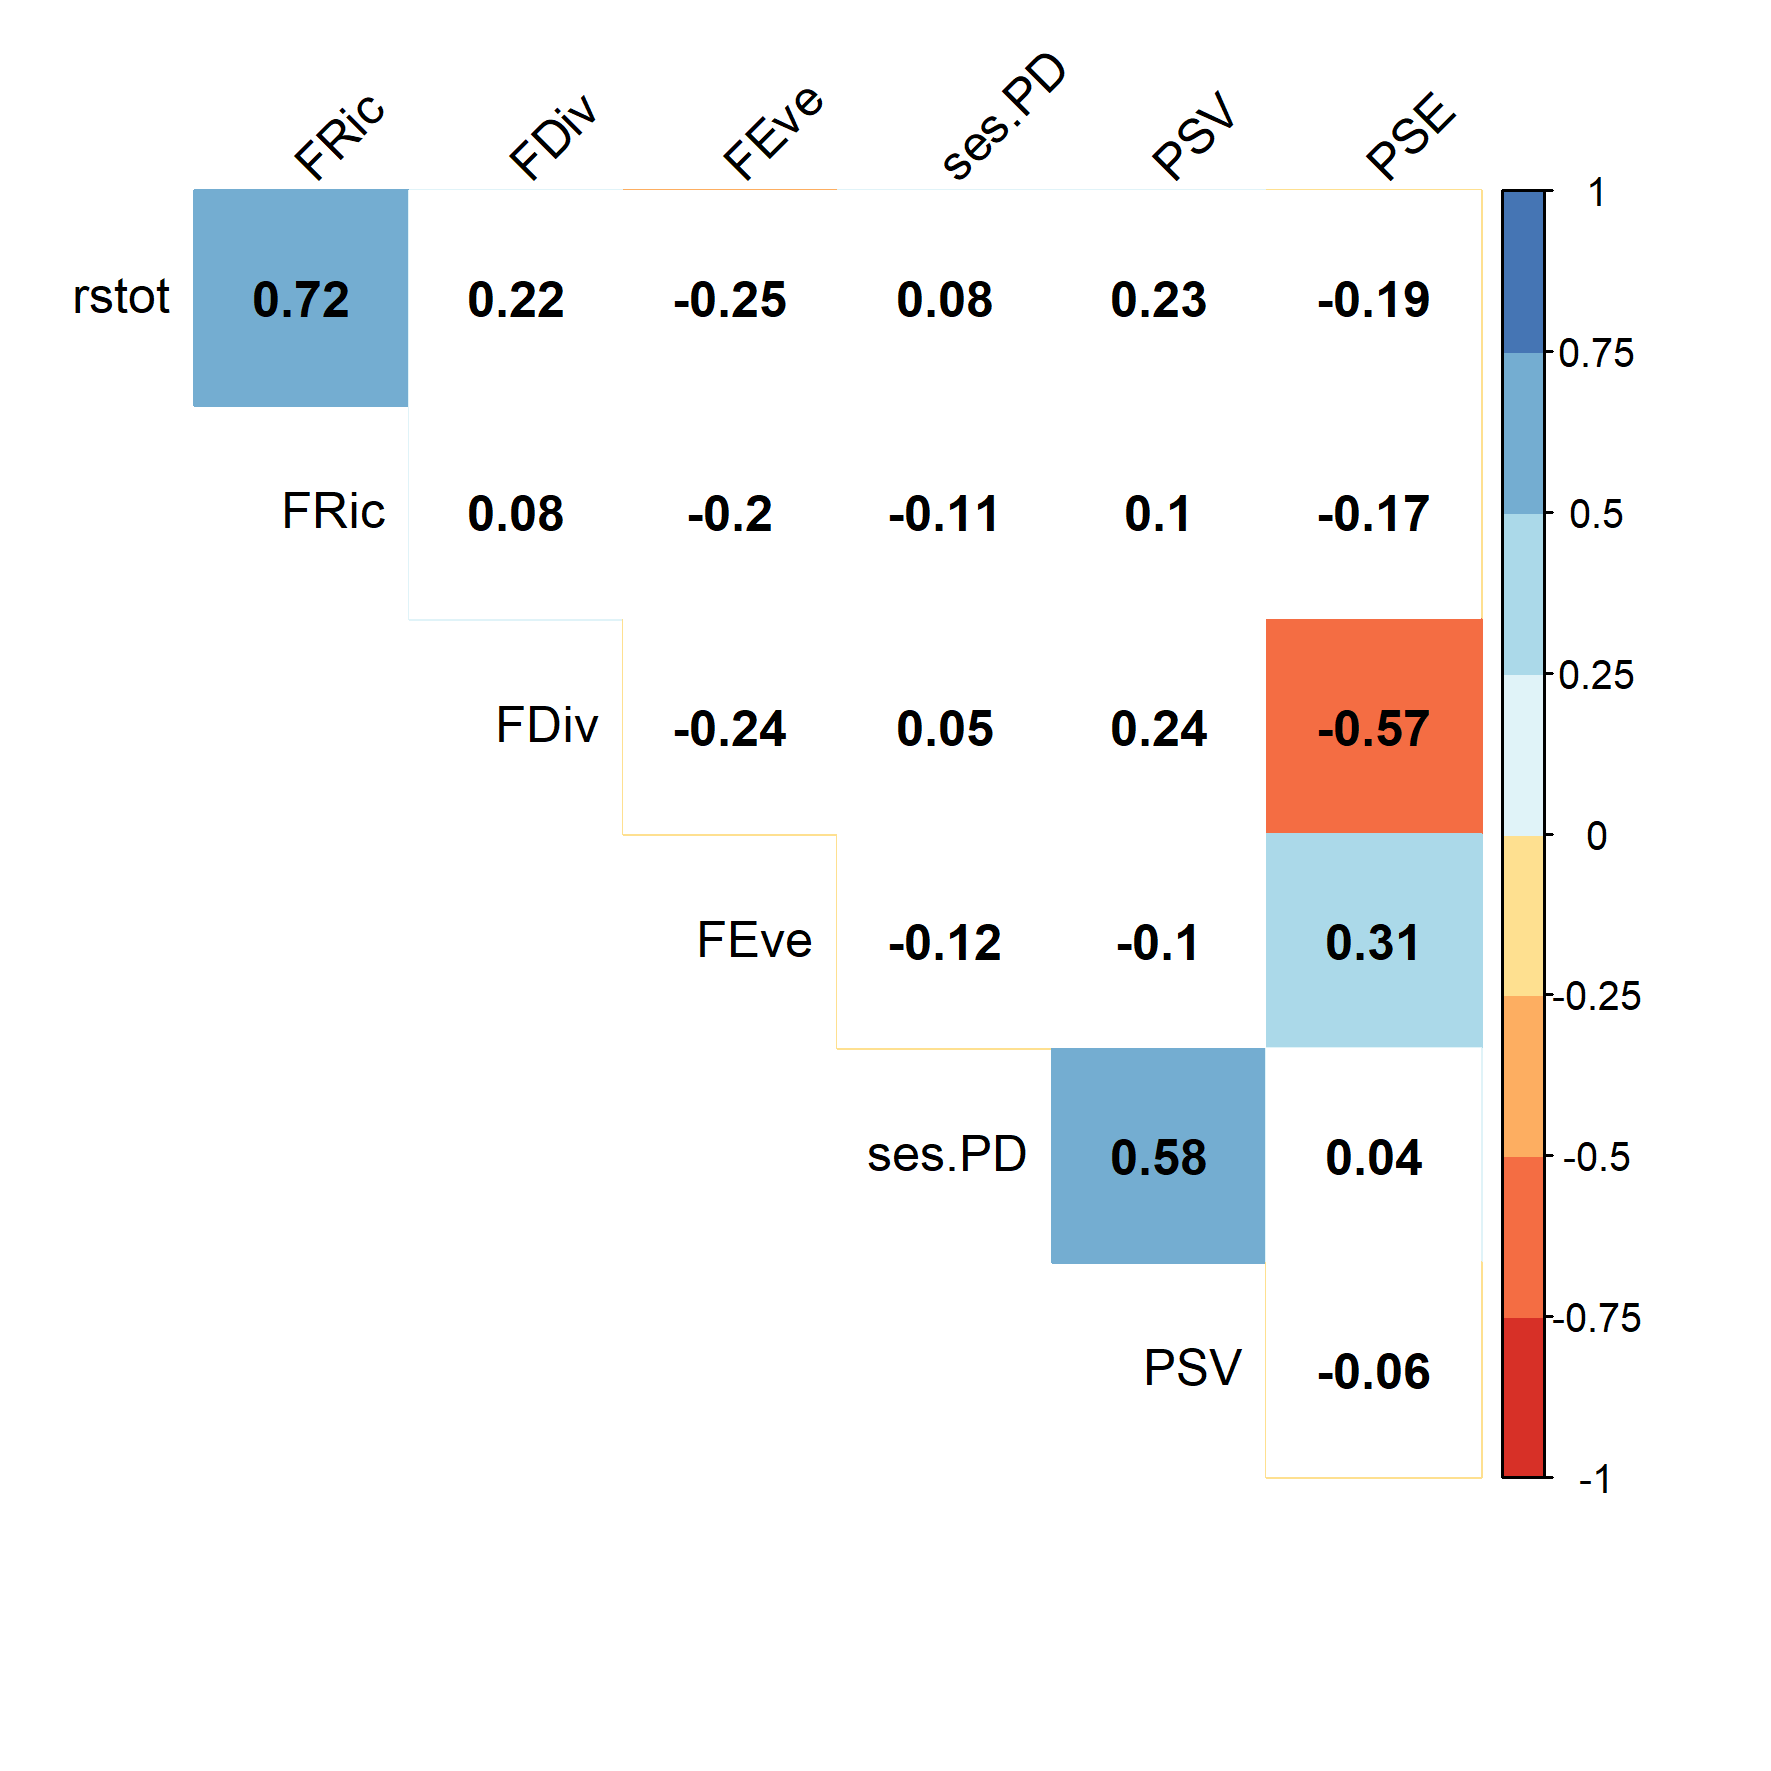 FRic FDiv FEve ses.PD PSV PSE
1
rstot 0.72 0.22 -0.25 0.08 0.23 -0.19
0.75
FRic 0.08 -0.2 -0.11 0.1 -0.17
0.5
0.25
FDiv -0.24 0.05 0.24 -0.57
0
FEve -0.12 -0.1 0.31
-0.25
ses.PD 0.58 0.04
-0.5
-0.75
PSV -0.06
-1